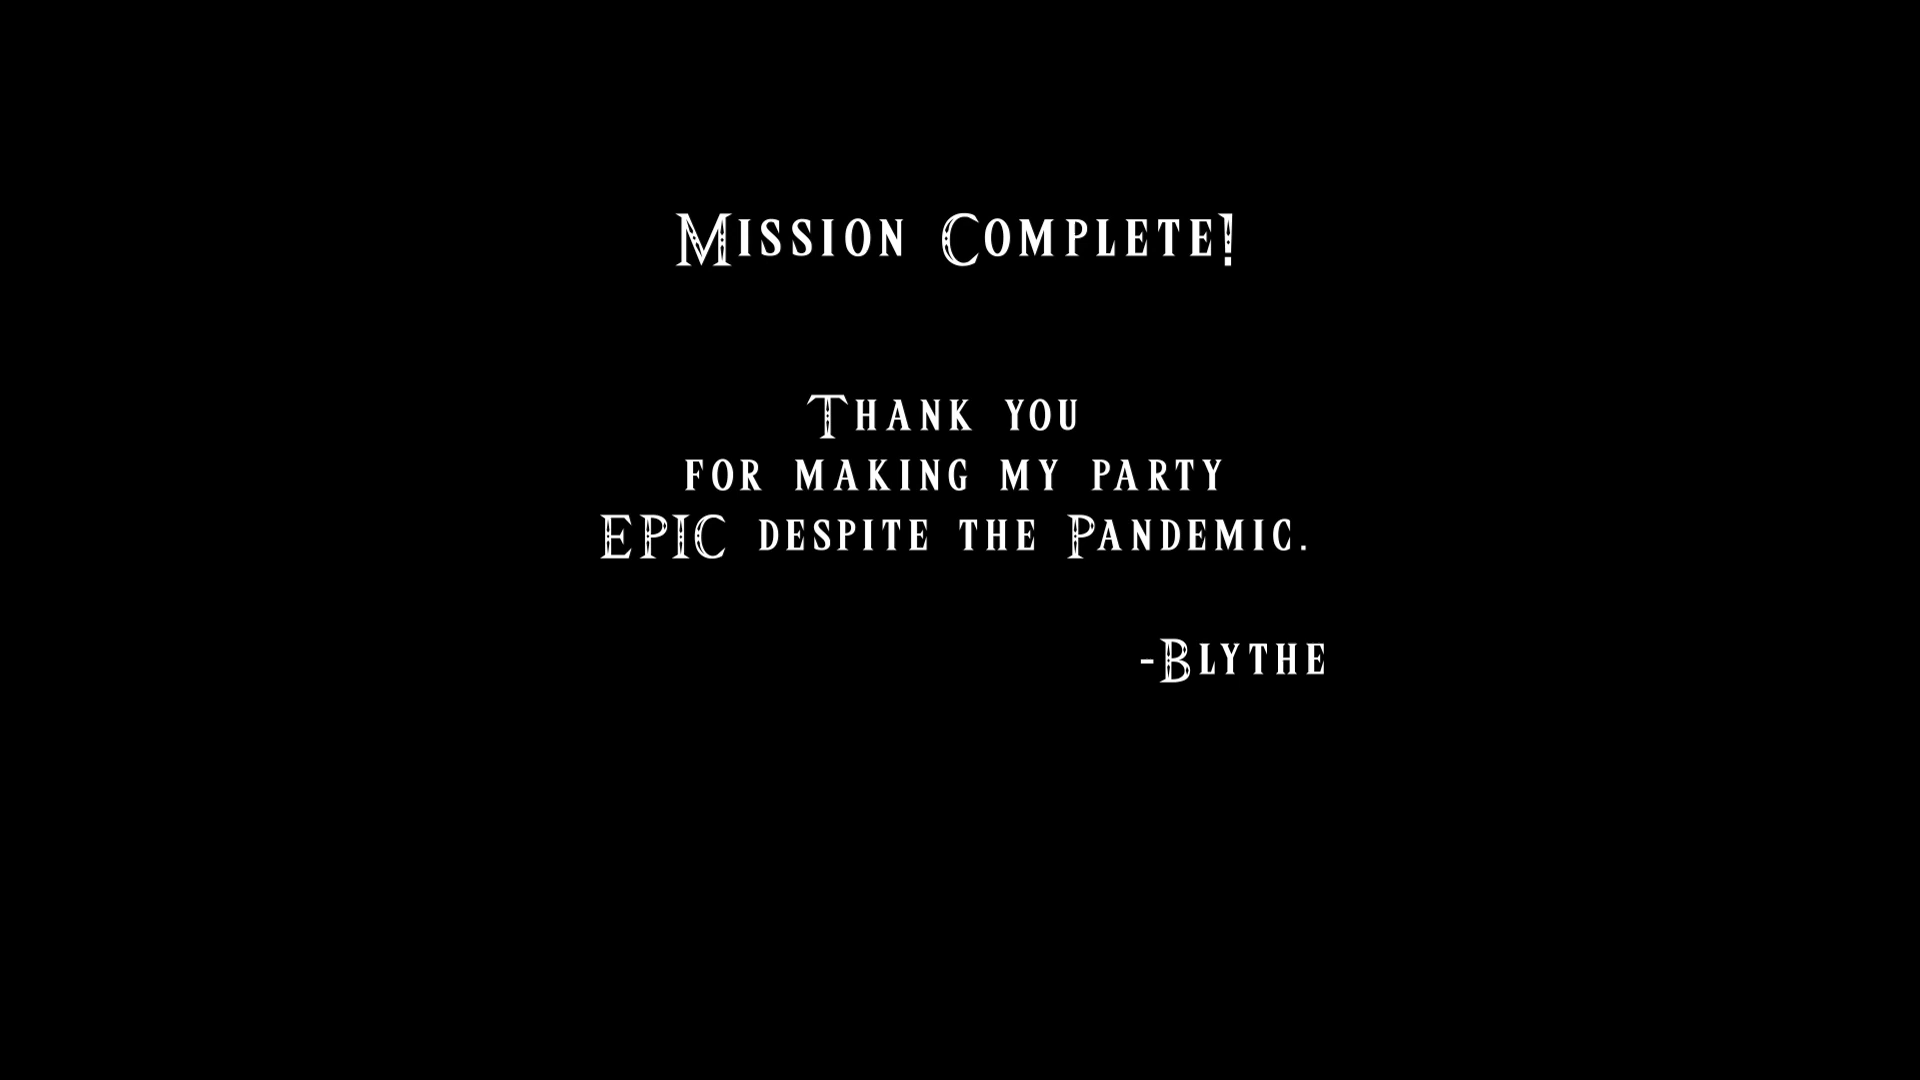 Mission Complete!
Thank you
for making my party
EPIC despite the Pandemic.
-Blythe